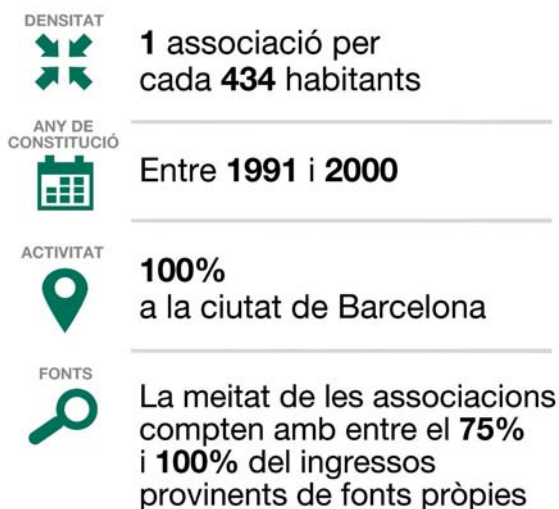 DENSITAT
1 associació per
cada 434 habitants
ANY DE
CONSTITUCIÓ
Entre 1991 i 2000
ACTIVITAT
100%
a la ciutat de Barcelona
FONTS
La meitat de les associacions
compten amb entre el 75%
i 100% del ingressos
provinents de fonts pròpies